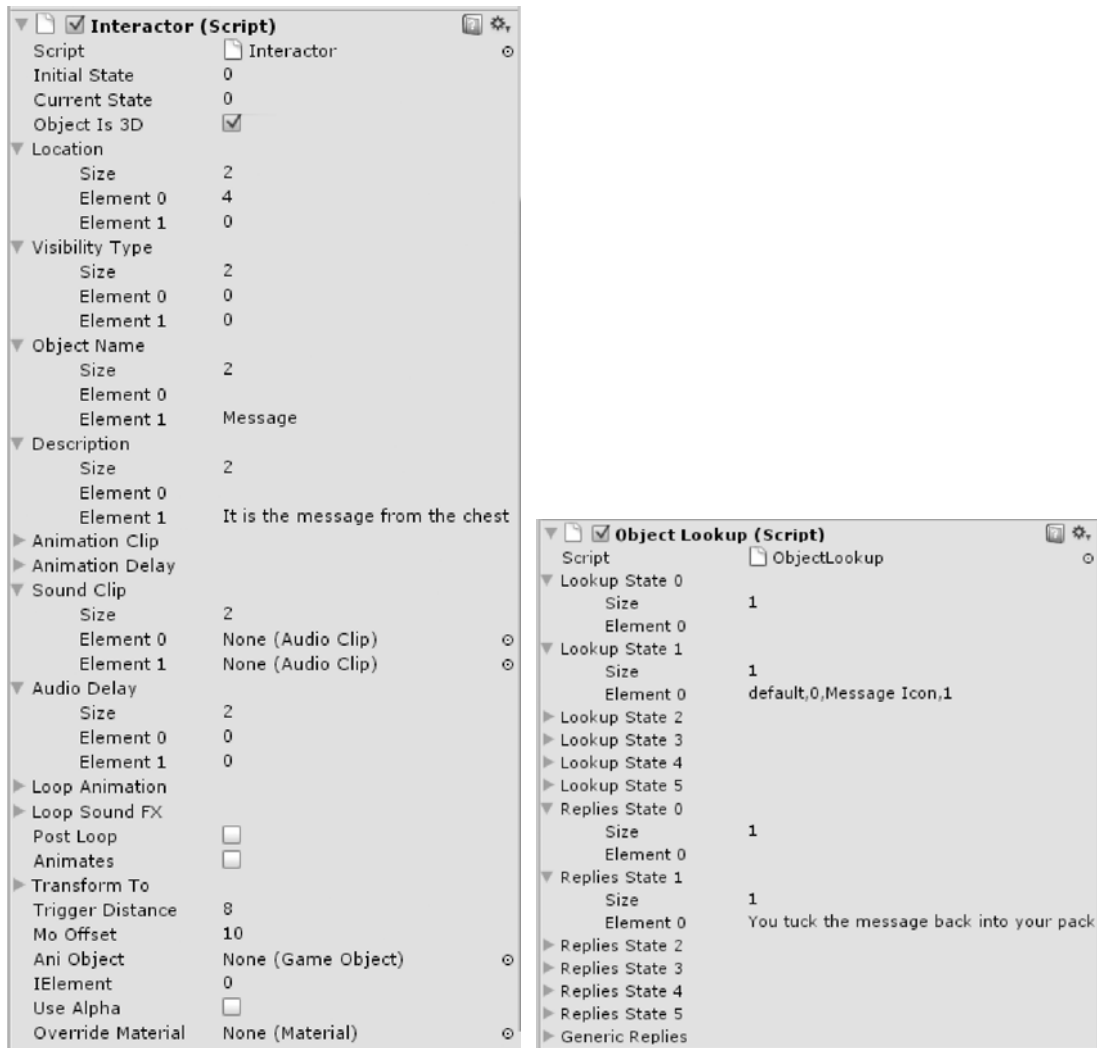 Interactor (Script)
Script Interactor
Initial State 0
Current State 0
Object Is 3D
Location
Size 2
Element 0 4
Element 1 0
Visibility Type
Size 2
Element 0 0
Element 1 0
Object Name
Size 2
Element 0
Element 1 Message
Description
Size 2
Element 0
Element 1 It is the message from the chest
Animation Clip
Animation Delay
Sound Clip
Size 2
Element 0 None (Audio Clip)
Element 1 None (Audio Clip)
Audio Delay
Size 2
Element 0 0
Element 1 0
Loop Animation
Loop Sound FX
Post Loop
Animates
Transform To
Trigger Distance 8
Mo Offset 10
Ani Object None (Game Object)
IElement 0
Use Alpha
Override Material None (Material)
Object Lookup (Script)
Script ObjectLookup
Lookup State 0
Size 1
Element 0
Lookup State 1
Size 1
Element 0 default,0,Message Icon,1
Lookup State 2
Lookup State 3
Lookup State 4
Lookup State 5
Replies State 0
Size 1
Element 0
Replies State 1
Size 1
Element 0 You tuck the message back into your pack
Replies State 2
Replies State 3
Replies State 4
Replies State 5
Generic Replies